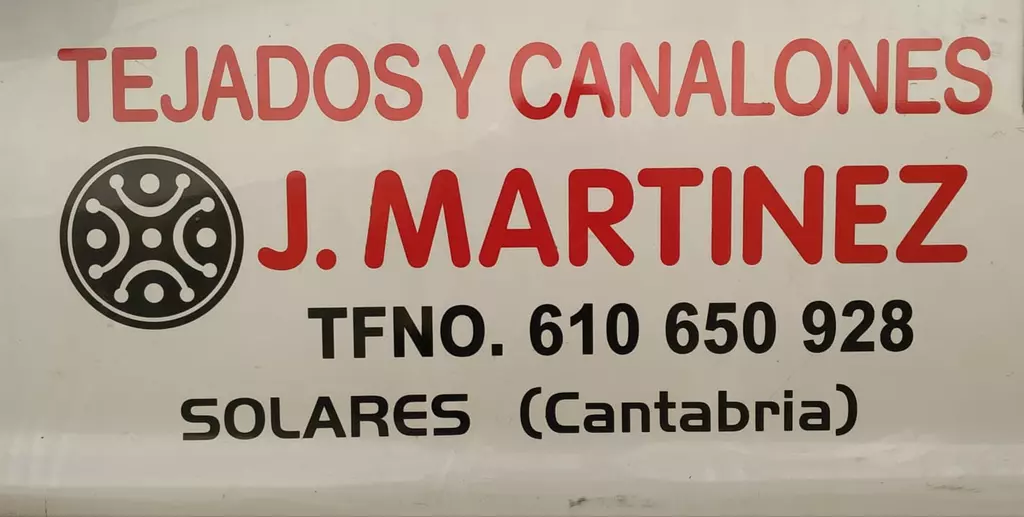 TEJADOS Y CANALONES
J. MARTINEZ
TFNO. 610 650 928
SOLARES (Cantabria)